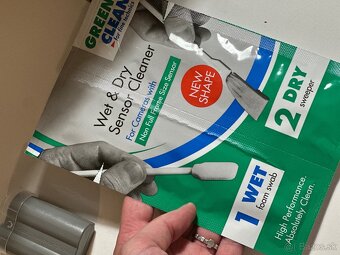 GREEN
CLEAN
Wet & Dry
Sensor Cleaner
For Cameras with
Non Full Frame Size Sensor
NEW
SHAPE
2 DRY
sweeper
1 WET
foam swab
High Performance.
Absolutely Clean.